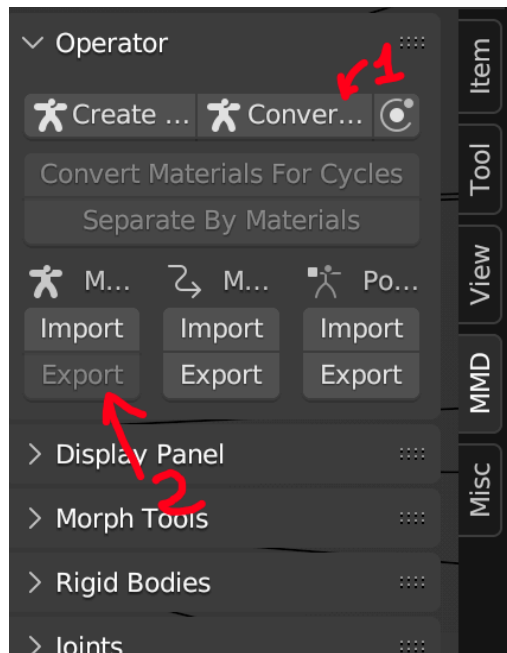 Operator
1
Create ...
Conver...
Convert Materials For Cycles
Separate By Materials
M...
M...
Po...
Import
Import
Import
Export
Export
Export
2
Display Panel
Morph Tools
Rigid Bodies
Joints
Item
Tool
View
MMD
Misc